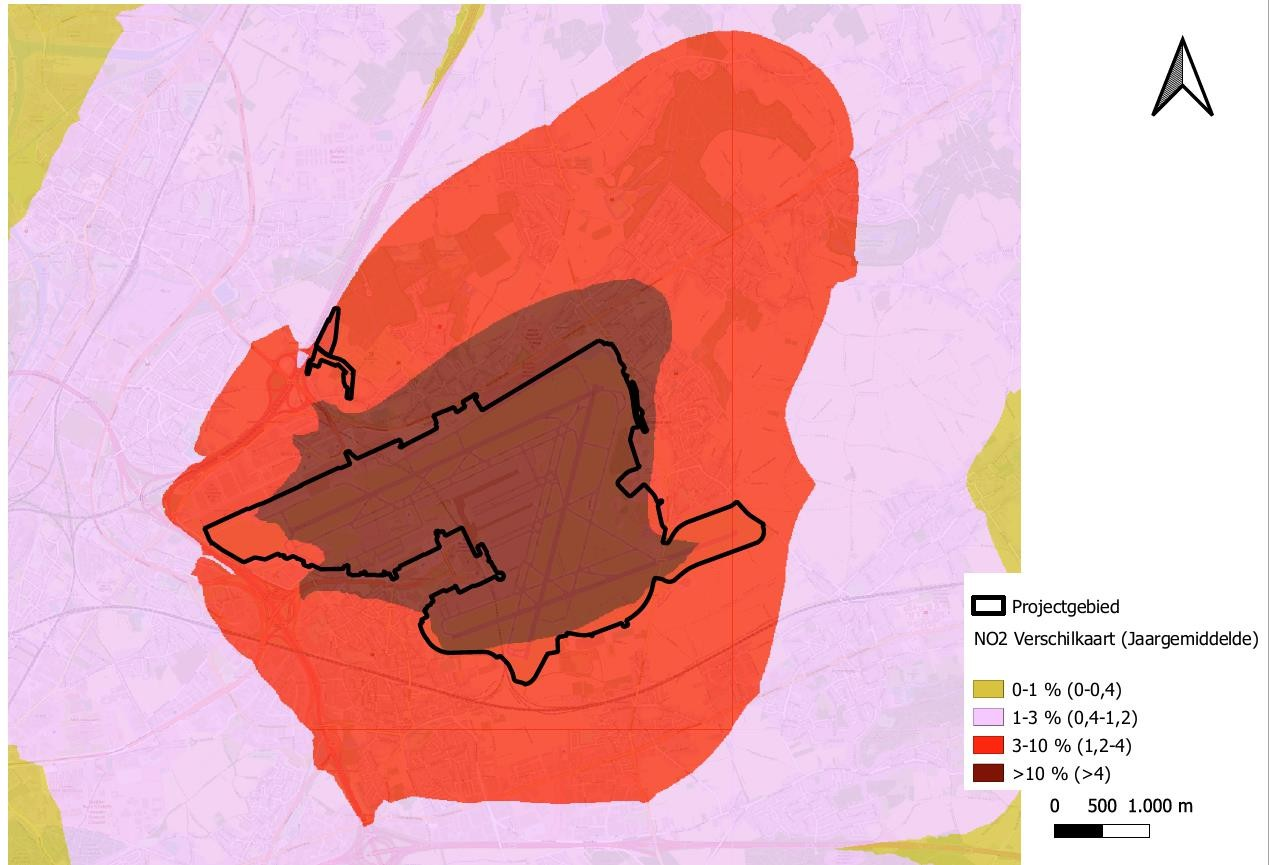 Projectgebied
NO2 Verschilkaart (Jaargemiddelde)
0-1 % (0-0,4)
1-3 % (0,4-1,2)
3-10 % (1,2-4)
>10 % (>4)
0 500 1.000 m